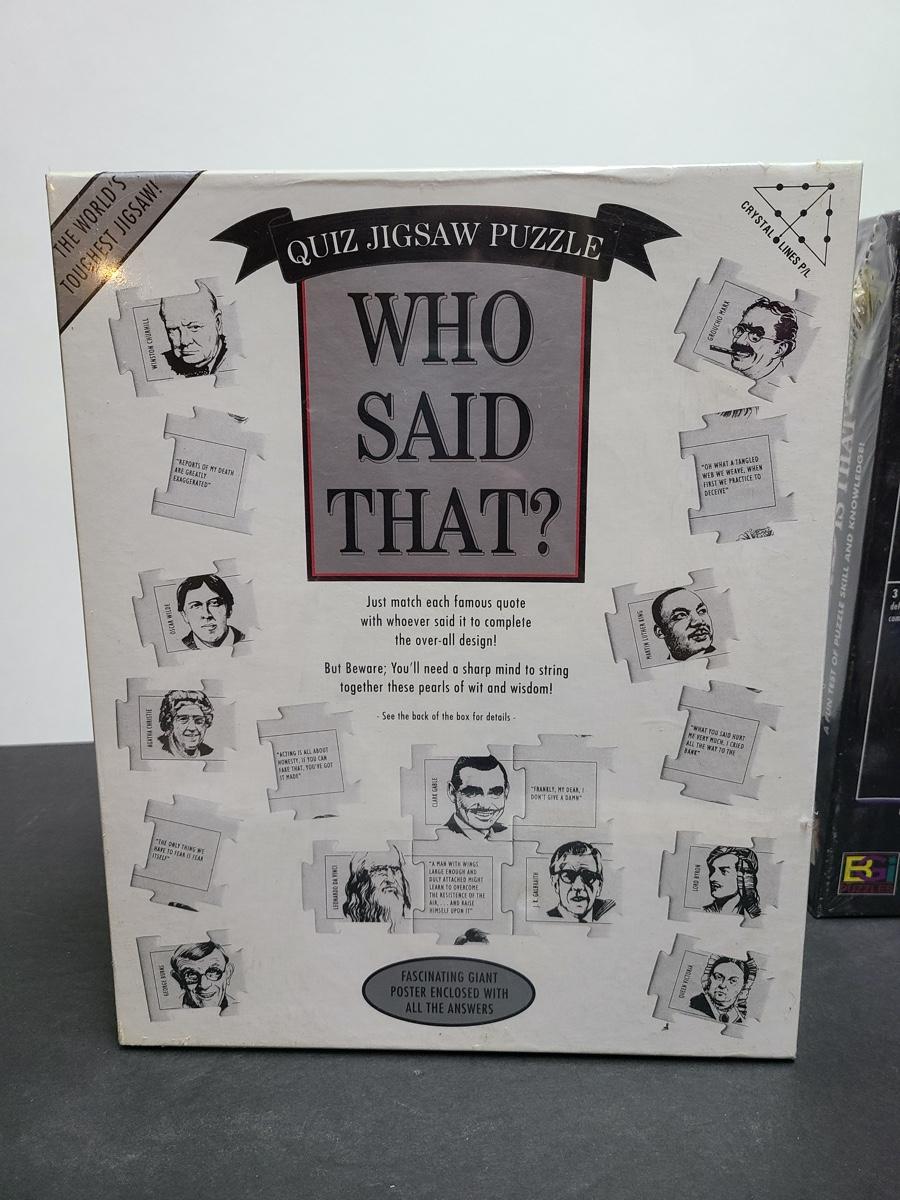 THE WORLD'S
TOUGHEST JIGSAW!
QUIZ JIGSAW PUZZLE
CRYSTAL LINES P/L
WHO
SAID
THAT?
WINSTON CHURHILL
GROUCHO MARX
"REPORTS OF MY DEATH
ARE GREATLY
EXAGGERATED"
"OH WHAT A TANGLED
WEB WE WEAVE, WHEN
FIRST WE PRACTICE TO
DECEIVE"
OSCAR WILDE
MARTIN LUTHER KING
Just match each famous quote
with whoever said it to complete
the over-all design!
But Beware; You'll need a sharp mind to string
together these pearls of wit and wisdom!
- See the back of the box for details -
AGATHA CHRISTIE
"ACTING IS ALL ABOUT
HONESTY. IF YOU CAN
FAKE THAT, YOU'VE GOT
IT MADE"
"WHAT YOU SAID HURT
ME VERY MUCH. I CRIED
ALL THE WAY TO THE
BANK"
CLARK GABLE
"FRANKLY, MY DEAR, I
DON'T GIVE A DAMN"
"THE ONLY THING WE
HAVE TO FEAR IS FEAR
ITSELF"
LEONARDO DA VINCI
"A MAN WITH WINGS
LARGE ENOUGH AND
DULY ATTACHED MIGHT
LEARN TO OVERCOME
THE RESISTENCE OF THE
AIR, . . . AND RAISE
HIMSELF UPON IT"
J. K. GALBRAITH
LORD BYRON
GEORGE BURNS
QUEEN VICTORIA
FASCINATING GIANT
POSTER ENCLOSED WITH
ALL THE ANSWERS
IS THAT
A FUN TEST OF PUZZLE SKILL AND KNOWLEDGE!
3
BGI
PUZZLES